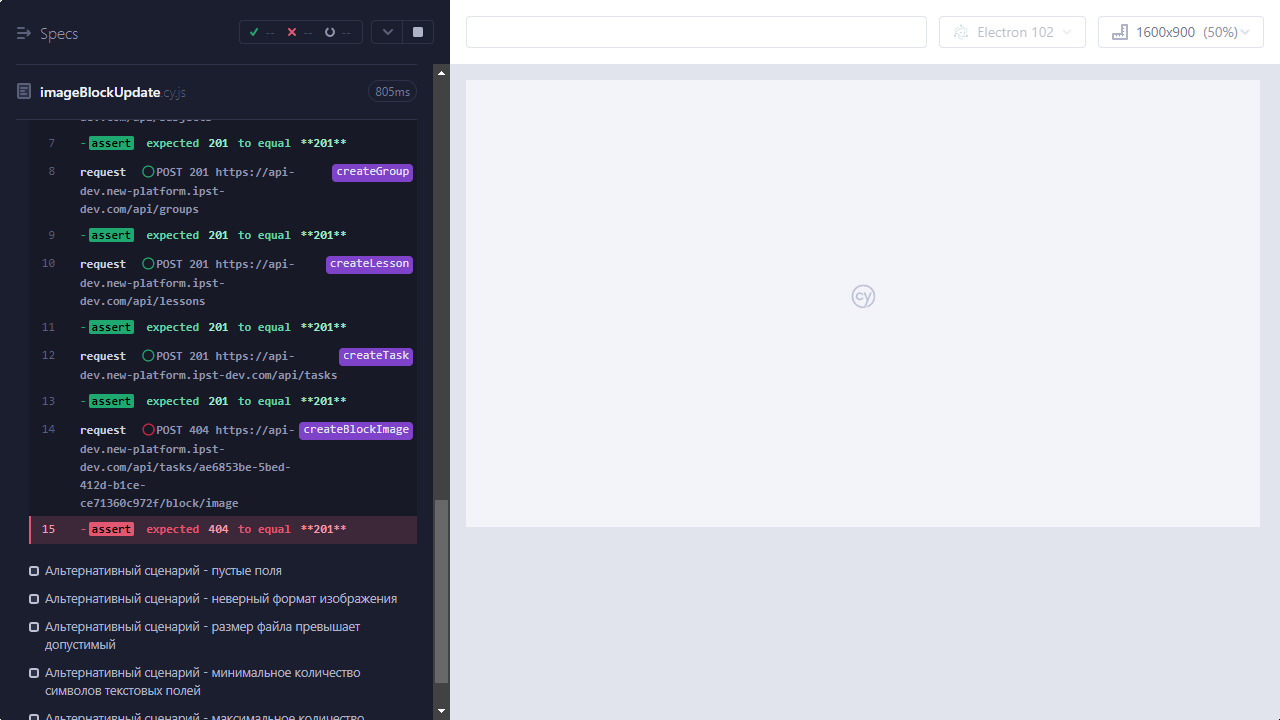 Specs
--
--
--
Electron 102
1600x900 (50%)
imageBlockUpdate.cy.js
805ms
7 -assert expected 201 to equal **201**
8 request POST 201 https://api- createGroup
dev.new-platform.ipst-
dev.com/api/groups
9 -assert expected 201 to equal **201**
10 request POST 201 https://api- createLesson
dev.new-platform.ipst-
dev.com/api/lessons
11 -assert expected 201 to equal **201**
12 request POST 201 https://api- createTask
dev.new-platform.ipst-dev.com/api/tasks
13 -assert expected 201 to equal **201**
14 request POST 404 https://api- createBlockImage
dev.new-platform.ipst-
dev.com/api/tasks/ae6853be-5bed-
412d-b1ce-
ce71360c972f/block/image
15 -assert expected 404 to equal **201**
Альтернативный сценарий - пустые поля
Альтернативный сценарий - неверный формат изображения
Альтернативный сценарий - размер файла превышает
допустимый
Альтернативный сценарий - минимальное количество
символов текстовых полей
Альтернативный сценарий - максимальное количество
cy